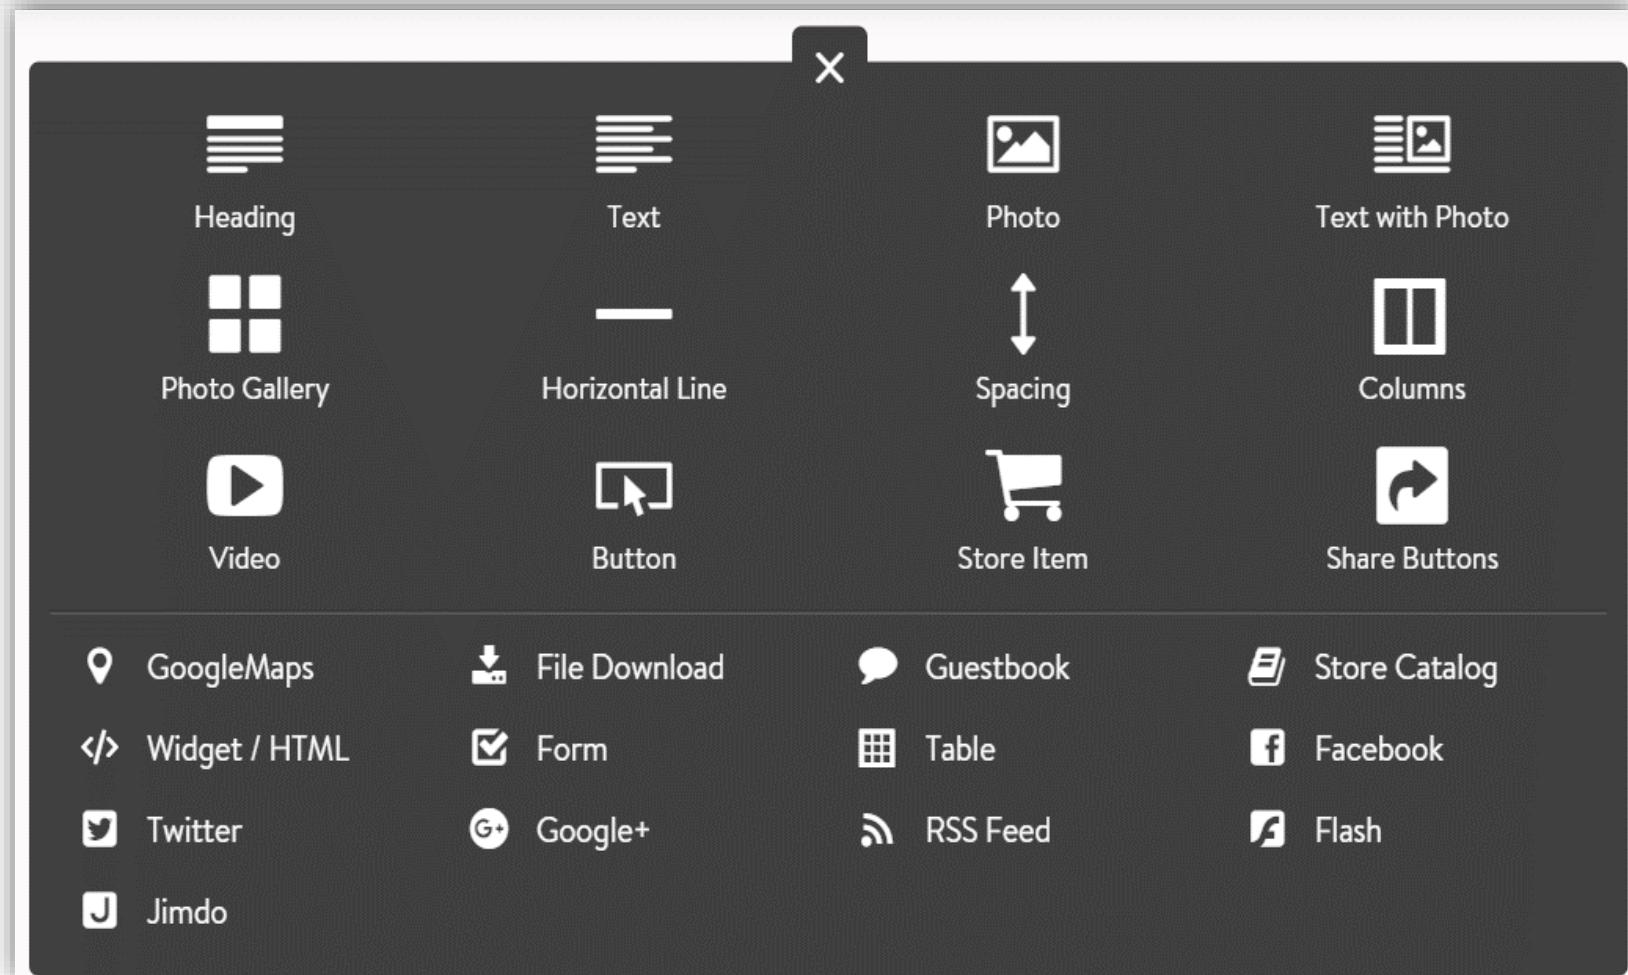 Heading
Text
Photo
Text with Photo
Photo Gallery
Horizontal Line
Spacing
Columns
Video
Button
Store Item
Share Buttons
GoogleMaps
File Download
Guestbook
Store Catalog
Widget / HTML
Form
Table
Facebook
Twitter
Google+
RSS Feed
Flash
Jimdo